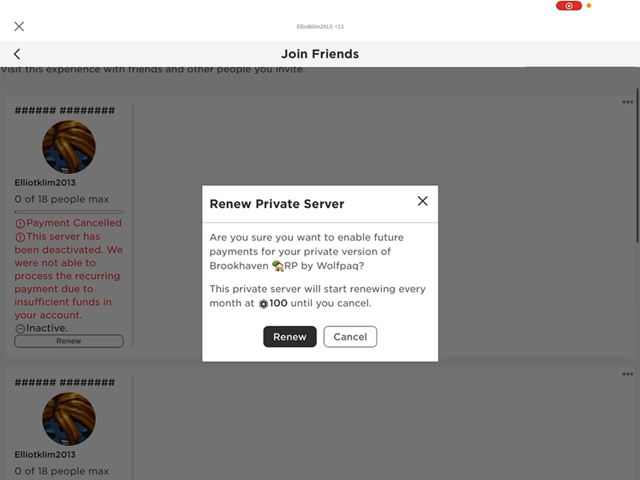 Elliotklim2013: <13
Join Friends
Visit this experience with friends and other people you invite.
###### ########
Elliotklim2013
0 of 18 people max
Payment Cancelled
This server has
been deactivated. We
were not able to
process the recurring
payment due to
insufficient funds in
your account.
Inactive.
Renew
Renew Private Server
Are you sure you want to enable future
payments for your private version of
Brookhaven 🏡RP by Wolfpaq?
This private server will start renewing every
month at 100 until you cancel.
Renew
Cancel
###### ########
Elliotklim2013
0 of 18 people max